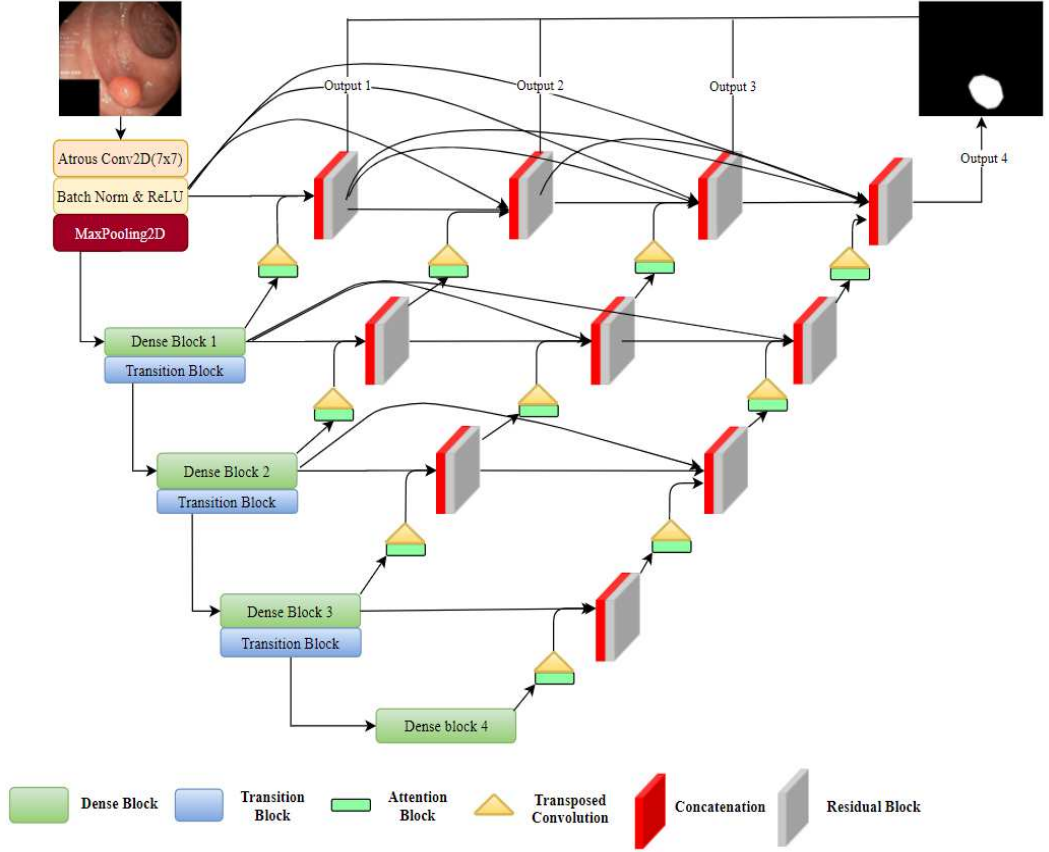 Output 1
Output 2
Output 3
Output 4
Atrous Conv2D(7x7)
Batch Norm & ReLU
MaxPooling2D
Dense Block 1
Transition Block
Dense Block 2
Transition Block
Dense Block 3
Transition Block
Dense block 4
Dense Block
Transition
Block
Attention
Block
Transposed
Convolution
Concatenation
Residual Block